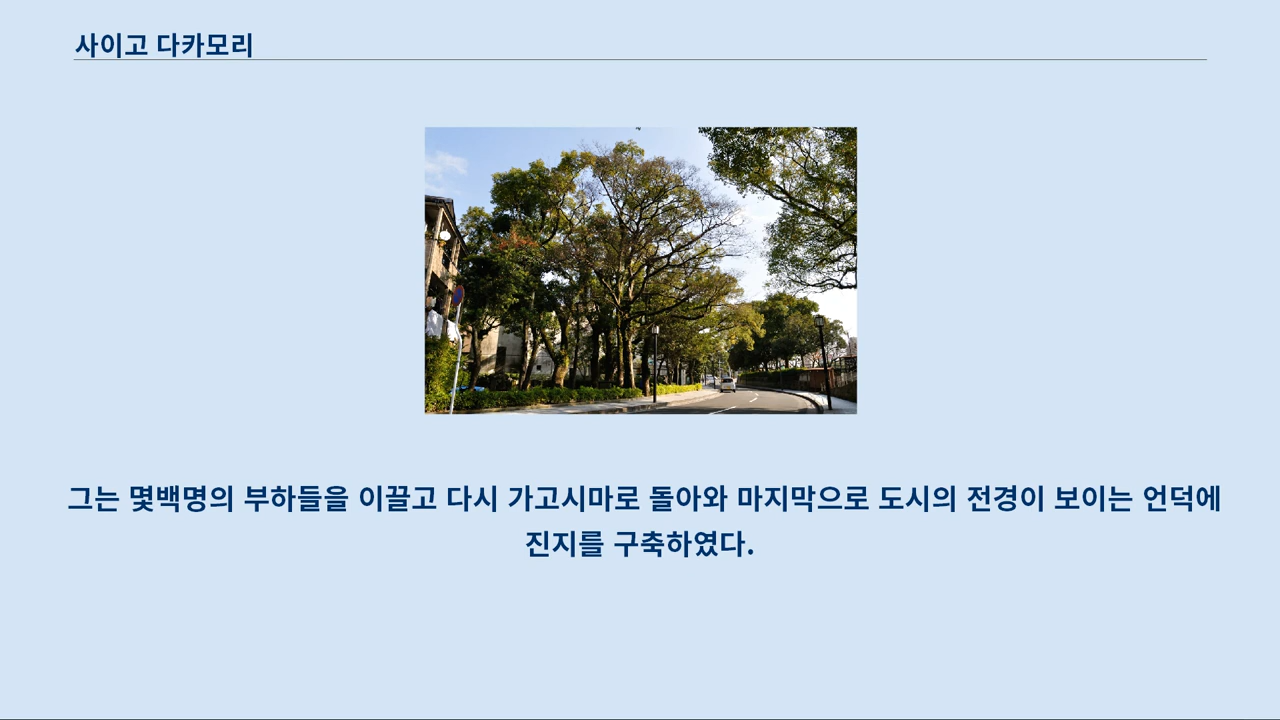 사이고 다카모리
그는 몇백명의 부하들을 이끌고 다시 가고시마로 돌아와 마지막으로 도시의 전경이 보이는 언덕에
진지를 구축하였다.